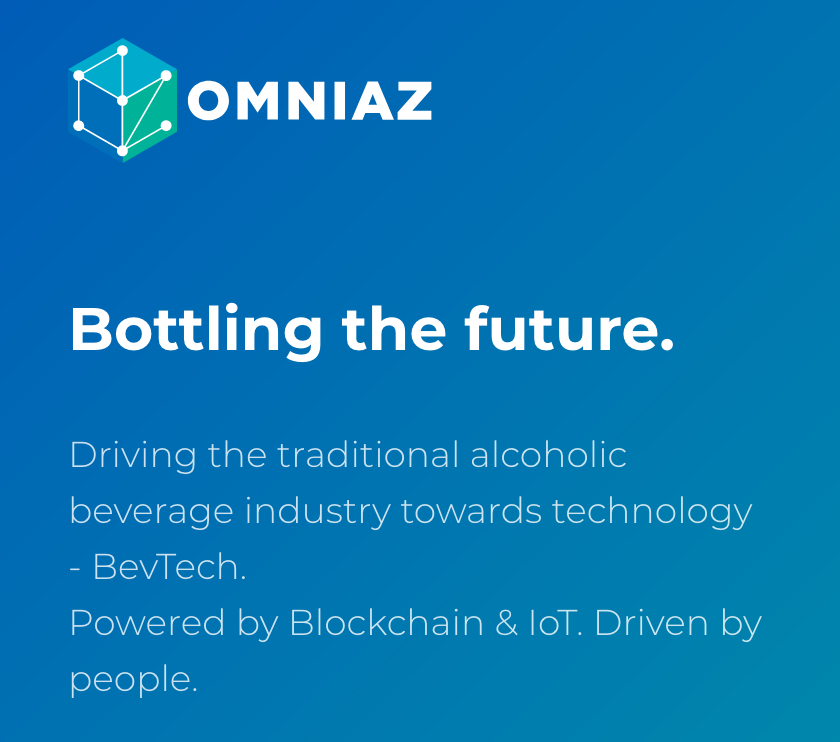 OMNIAZ
Bottling the future.
Driving the traditional alcoholic
beverage industry towards technology
- BevTech.
Powered by Blockchain & IoT. Driven by
people.